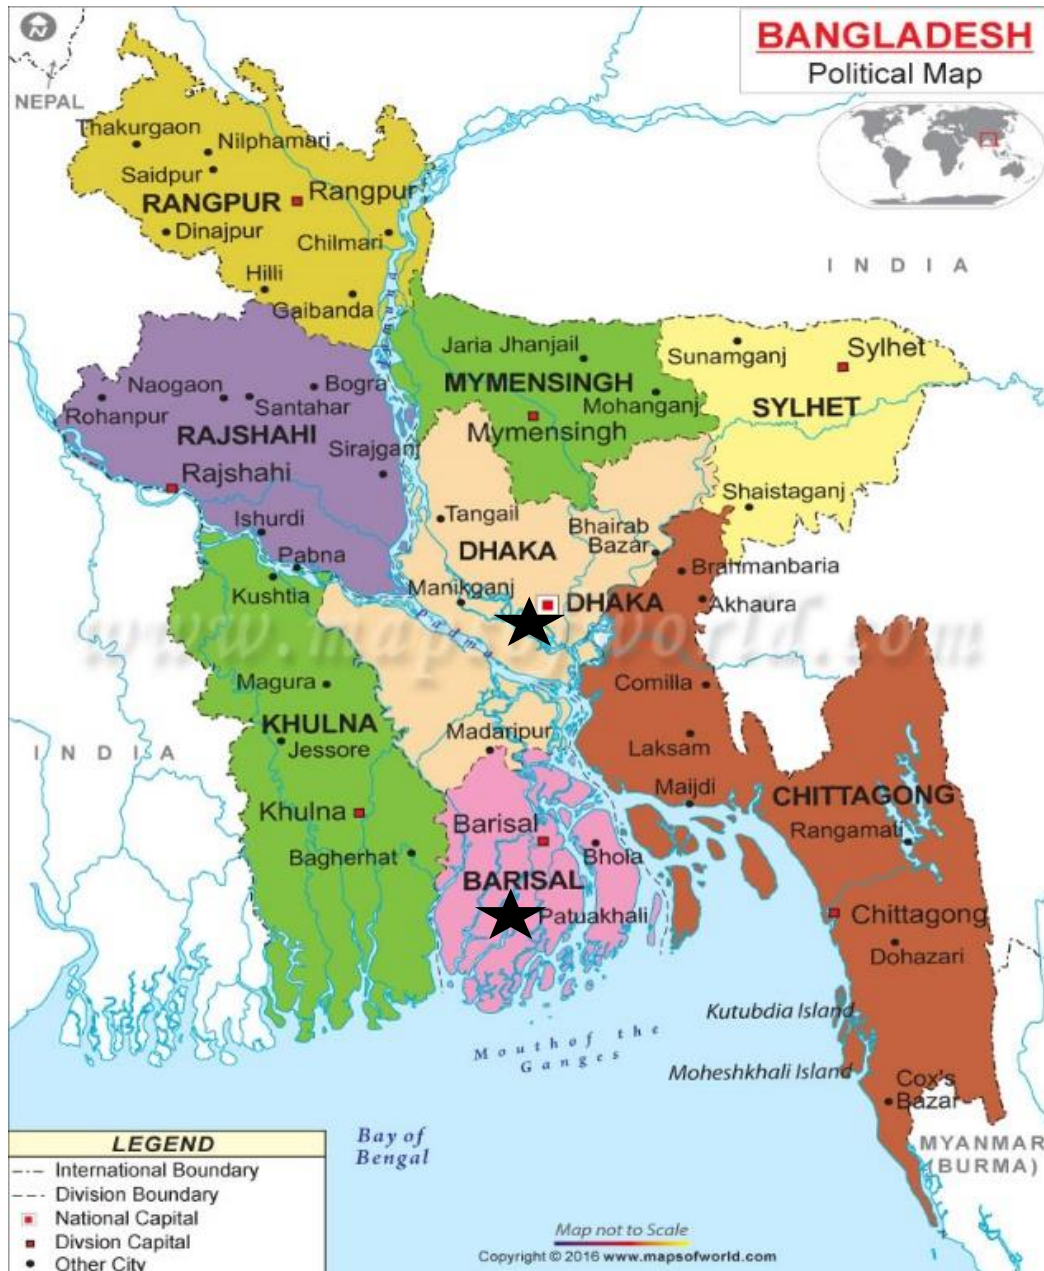 N
BANGLADESH
Political Map
NEPAL
Thakurgaon
Nilphamari
Saidpur
Rangpur
RANGPUR
Dinajpur
Chilmari
INDIA
Hilli
Gaibanda
Jaria Jhanjail
Sunamganj
Sylhet
Naogaon
Bogra
MYMENSINGH
Rohanpur
Santahar
Mohanganj
SYLHET
RAJSHAHI
Sirajganj
Mymensingh
Rajshahi
Shaistaganj
Ishurdi
Tangail
Bhairab
Bazar
Pabna
DHAKA
Kushtia
Manikganj
Brahmanbaria
DHAKA
Akhaura
Padma
www.mapsofworld.com
Magura
Comilla
KHULNA
Madaripur
INDIA
Jessore
Laksam
Maijdi
CHITTAGONG
Khulna
Barisal
Rangamati
Bagherhat
Bhola
BARISAL
Patuakhali
Chittagong
Dohazari
Kutubdia Island
Mouth of the
Ganges
Moheshkhali Island
Cox's
Bazar
Bay of
Bengal
MYANMAR
(BURMA)
LEGEND
International Boundary
Division Boundary
National Capital
Divsion Capital
Other City
Map not to Scale
Copyright © 2016 www.mapsofworld.com